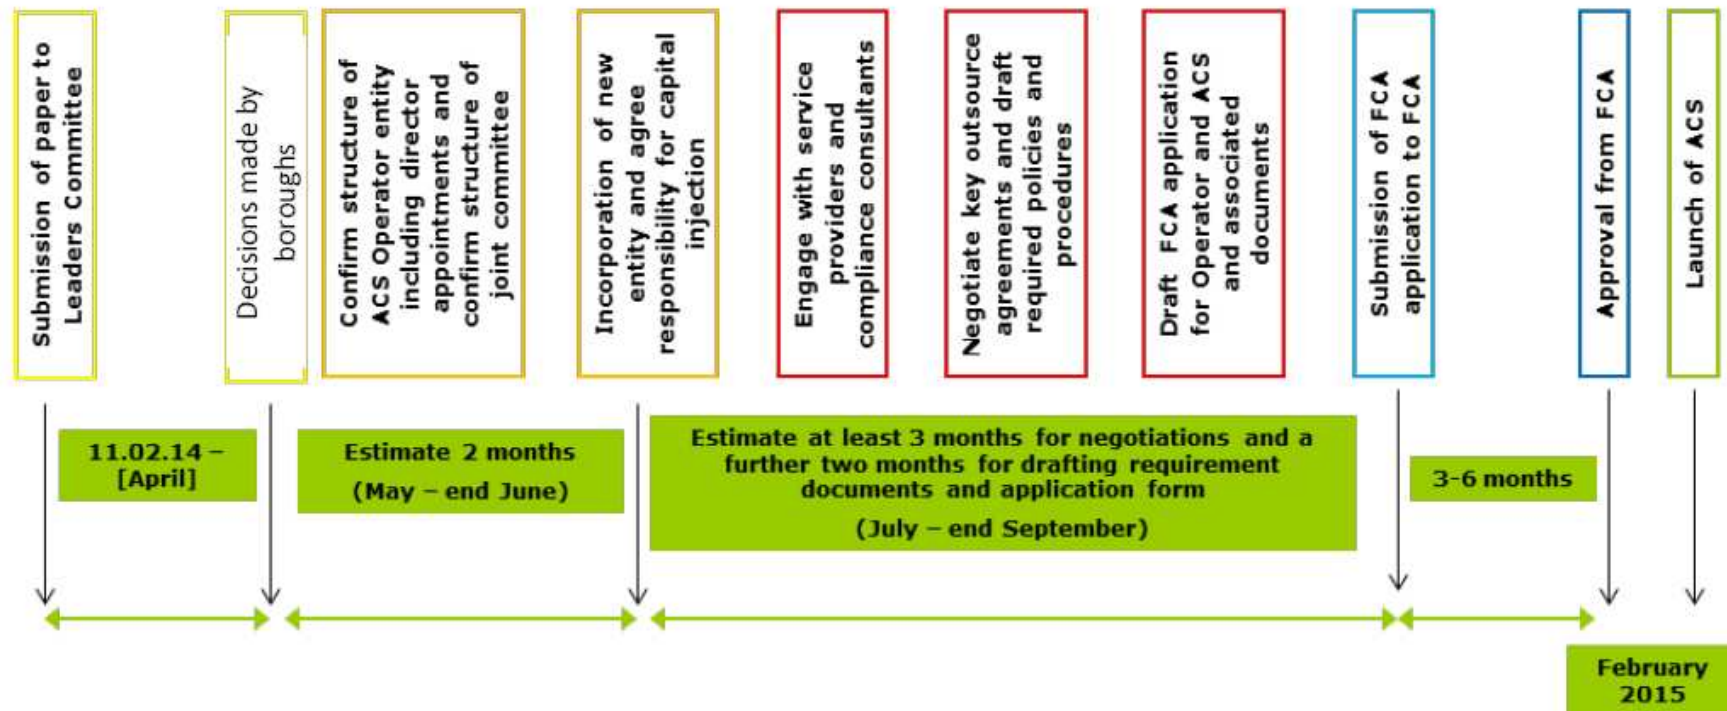 Submission of paper to
Leaders Committee
Decisions made by
boroughs
Confirm structure of
ACS Operator entity
including director
appointments and
confirm structure of
joint committee
Incorporation of new
entity and agree
responsibility for capital
injection
Engage with service
providers and
compliance consultants
Negotiate key outsource
agreements and draft
required policies and
procedures
Draft FCA application
for Operator and ACS
and associated
documents
Submission of FCA
application to FCA
Approval from FCA
Launch of ACS
11.02.14 –
[April]
Estimate 2 months
(May – end June)
Estimate at least 3 months for negotiations and a
further two months for drafting requirement
documents and application form
(July – end September)
3-6 months
February
2015